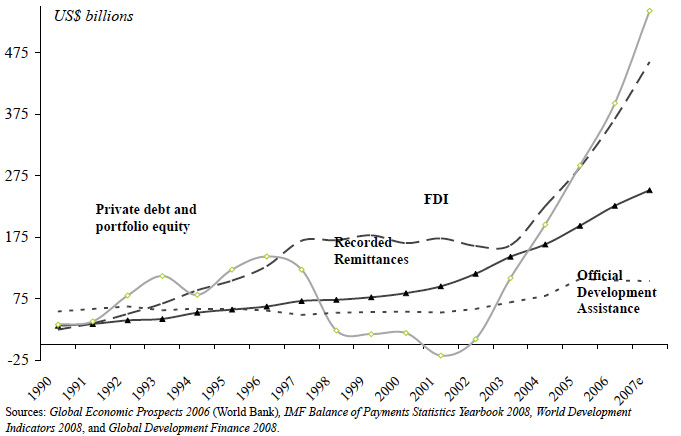 US$ billions
475
375
275
175
75
-25
FDI
Private debt and
portfolio equity
Recorded
Remittances
Official
Development
Assistance
1990
1991
1992
1993
1994
1995
1996
1997
1998
1999
2000
2001
2002
2003
2004
2005
2006
2007e
Sources: Global Economic Prospects 2006 (World Bank), IMF Balance of Payments Statistics Yearbook 2008, World Development
Indicators 2008, and Global Development Finance 2008.